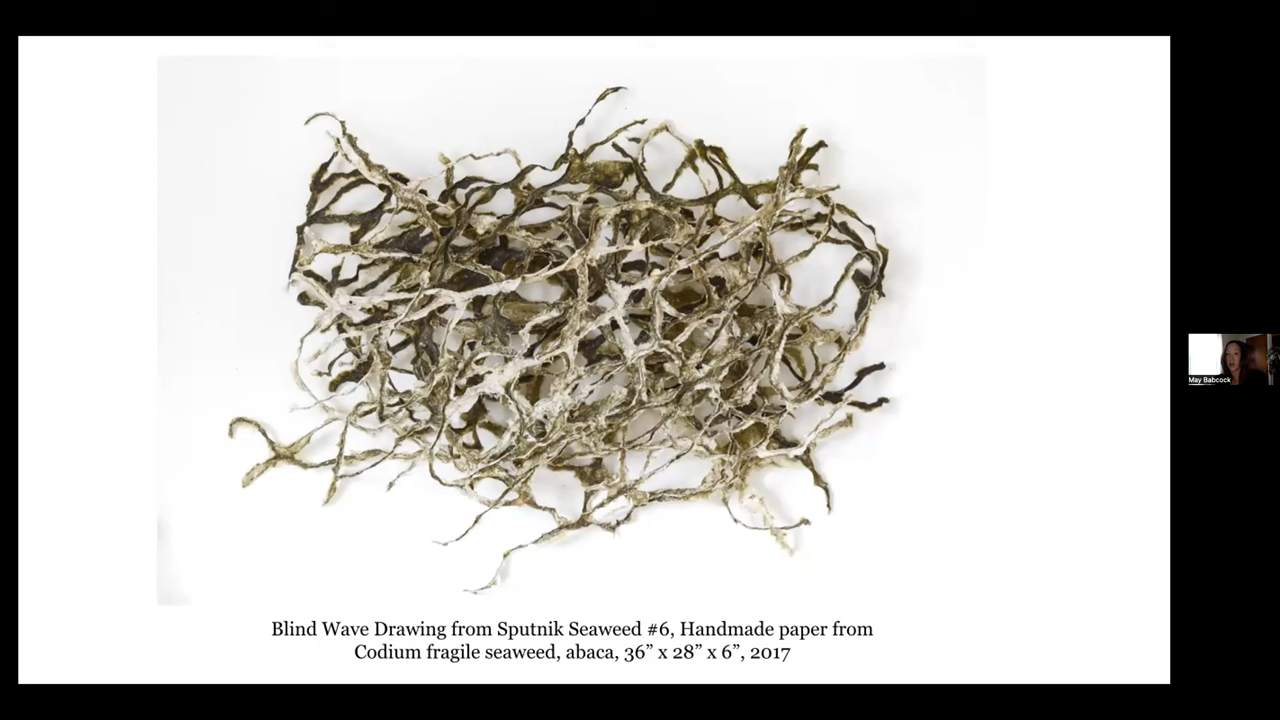 Blind Wave Drawing from Sputnik Seaweed #6, Handmade paper from
Codium fragile seaweed, abaca, 36” x 28” x 6”, 2017
May Babcock